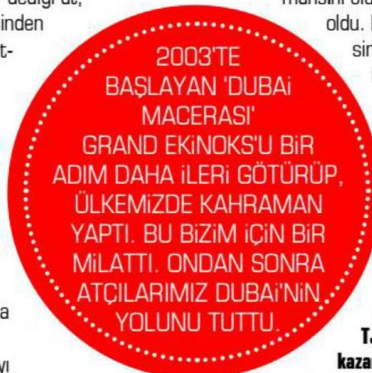 2003'TE
BAŞLAYAN 'DUBAİ
MACERASI'
GRAND EKİNOKS'U BİR
ADIM DAHA İLERİ GÖTÜRÜP,
ÜLKEMİZDE KAHRAMAN
YAPTI. BU BİZİM İÇİN BİR
MİLATTI. ONDAN SONRA
ATÇILARIMIZ DUBAİ'NİN
YOLUNU TUTTU.
inden
t-
a
oldu.